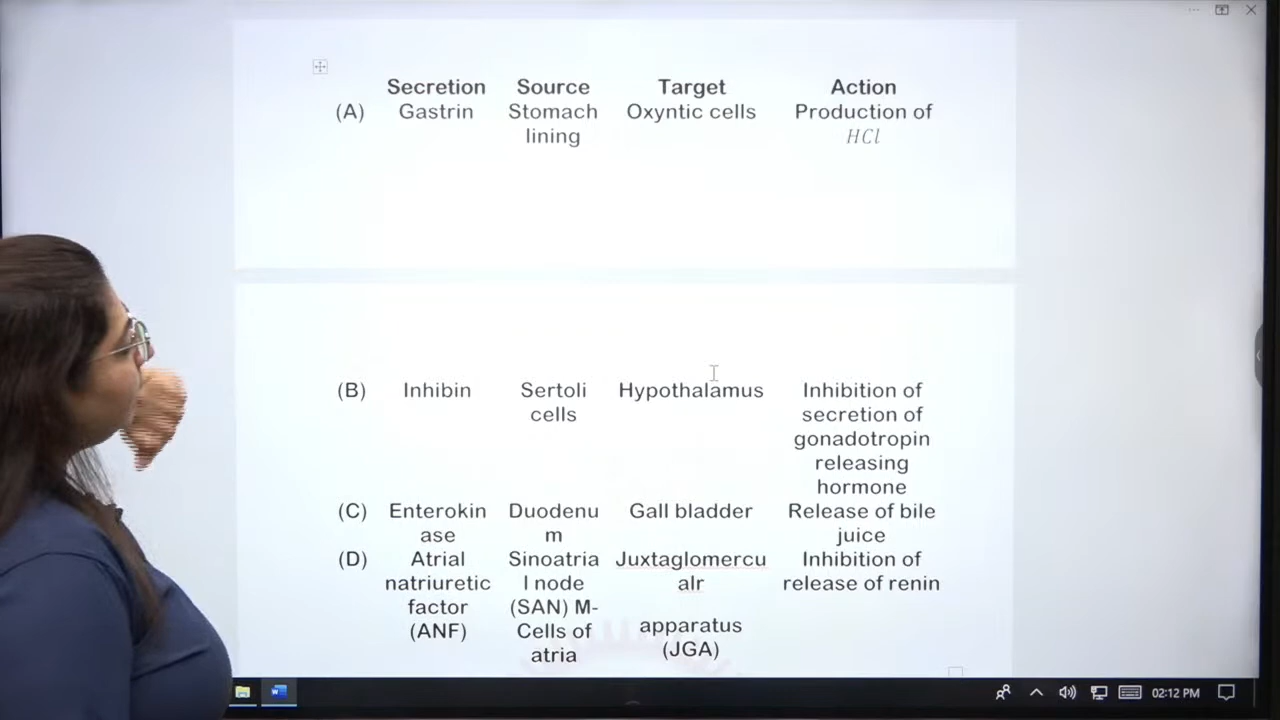 Secretion Source Target Action
(A) Gastrin Stomach Oxyntic cells Production of
lining HCl
(B) Inhibin Sertoli Hypothalamus Inhibition of
cells secretion of
gonadotropin
releasing
hormone
(C) Enterokin Duodenu Gall bladder Release of bile
ase m juice
(D) Atrial Sinoatria Juxtaglomercu Inhibition of
natriuretic l node alr release of renin
factor (SAN) M-
(ANF) Cells of apparatus
atria (JGA)
02:12 PM